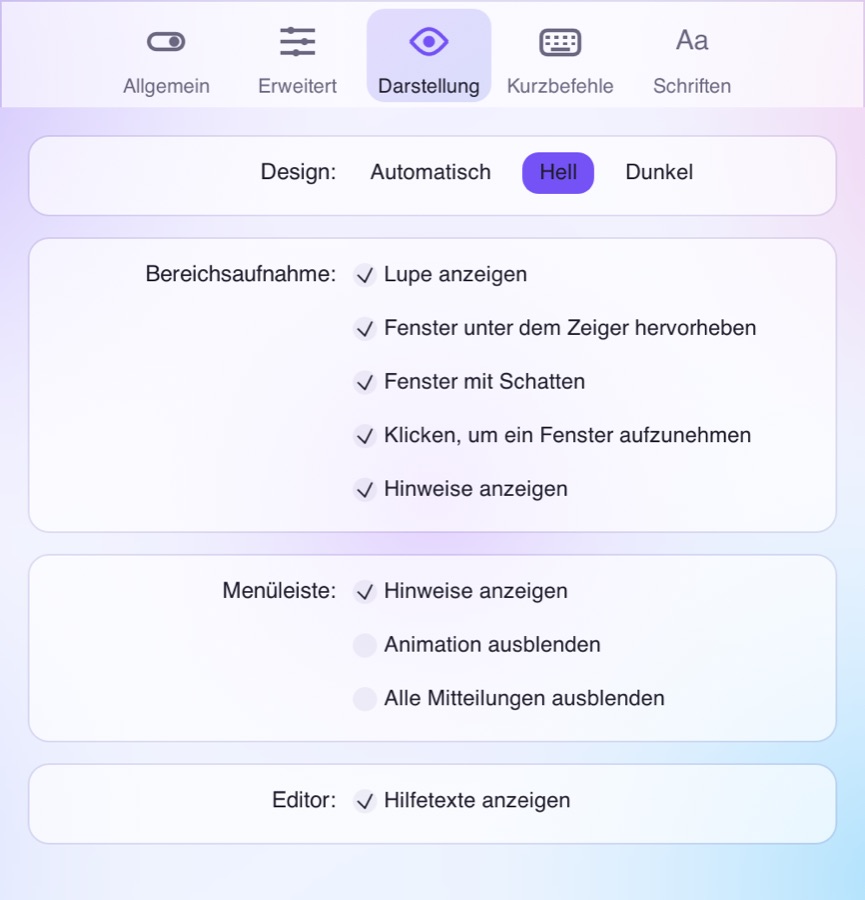 Allgemein Erweitert Darstellung Kurzbefehle Aa Schriften
Design: Automatisch Hell Dunkel
Bereichsaufnahme: Lupe anzeigen
Fenster unter dem Zeiger hervorheben
Fenster mit Schatten
Klicken, um ein Fenster aufzunehmen
Hinweise anzeigen
Menüleiste: Hinweise anzeigen
Animation ausblenden
Alle Mitteilungen ausblenden
Editor: Hilfetexte anzeigen